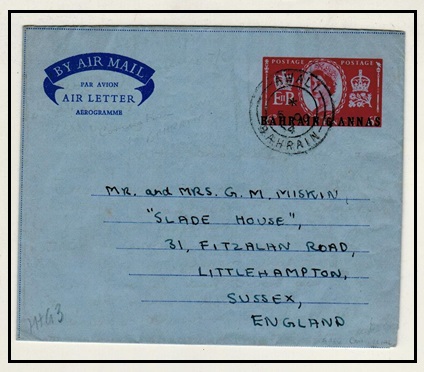 BY AIR MAIL
PAR AVION
AIR LETTER
AEROGRAMME
POSTAGE POSTAGE
AWALI
BAHRAIN
BAHRAIN 6 ANNAS
MR. and MRS. G. M. MISKIN,
"SLADE HOUSE",
31, FITZALAN ROAD,
LITTLEHAMPTON,
SUSSEX,
ENGLAND